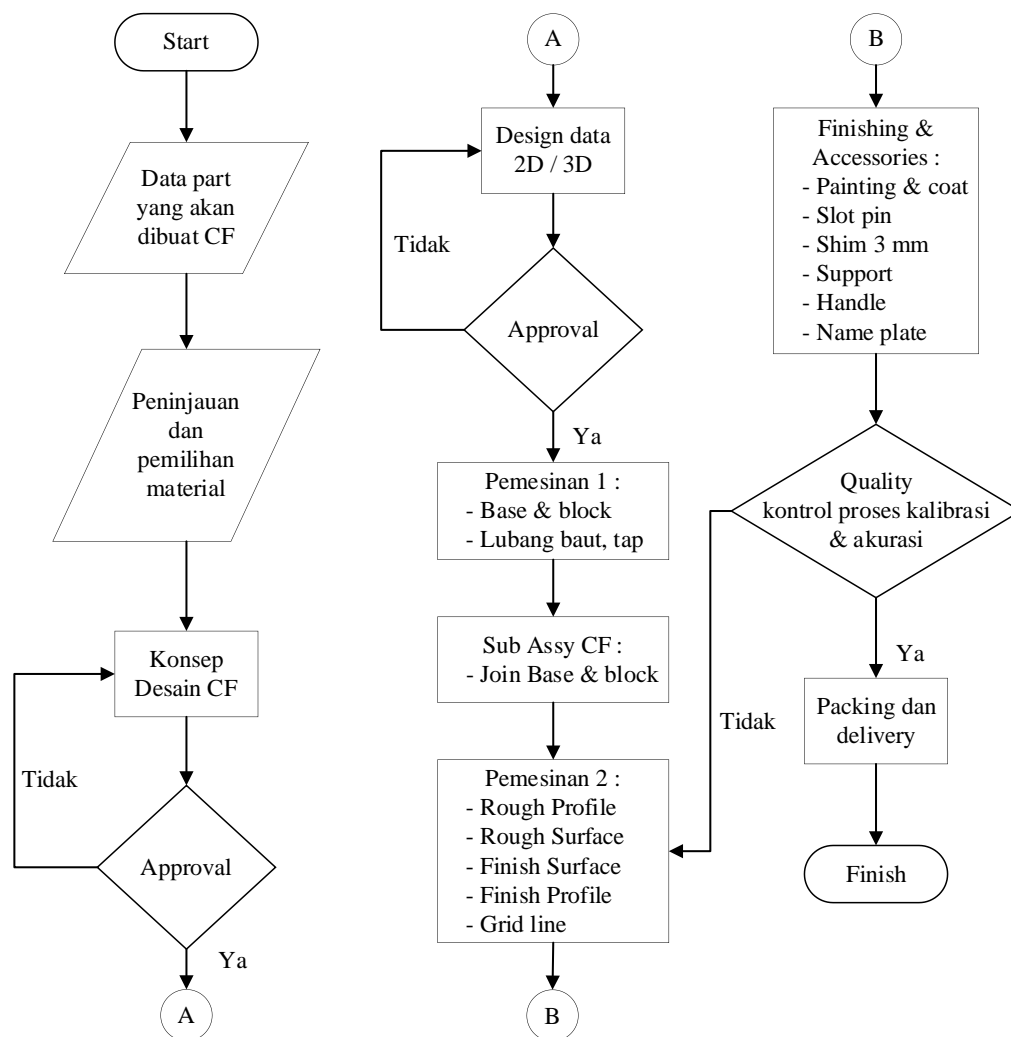 Start
Data part
yang akan
dibuat CF
Peninjauan
dan
pemilihan
material
Konsep
Desain CF
Tidak
Approval
Ya
A
A
Design data
2D / 3D
Tidak
Approval
Ya
Pemesinan 1 :
- Base & block
- Lubang baut, tap
Sub Assy CF :
- Join Base & block
Pemesinan 2 :
- Rough Profile
- Rough Surface
- Finish Surface
- Finish Profile
- Grid line
B
B
Finishing &
Accessories :
- Painting & coat
- Slot pin
- Shim 3 mm
- Support
- Handle
- Name plate
Quality
kontrol proses kalibrasi
& akurasi
Ya
Tidak
Packing dan
delivery
Finish